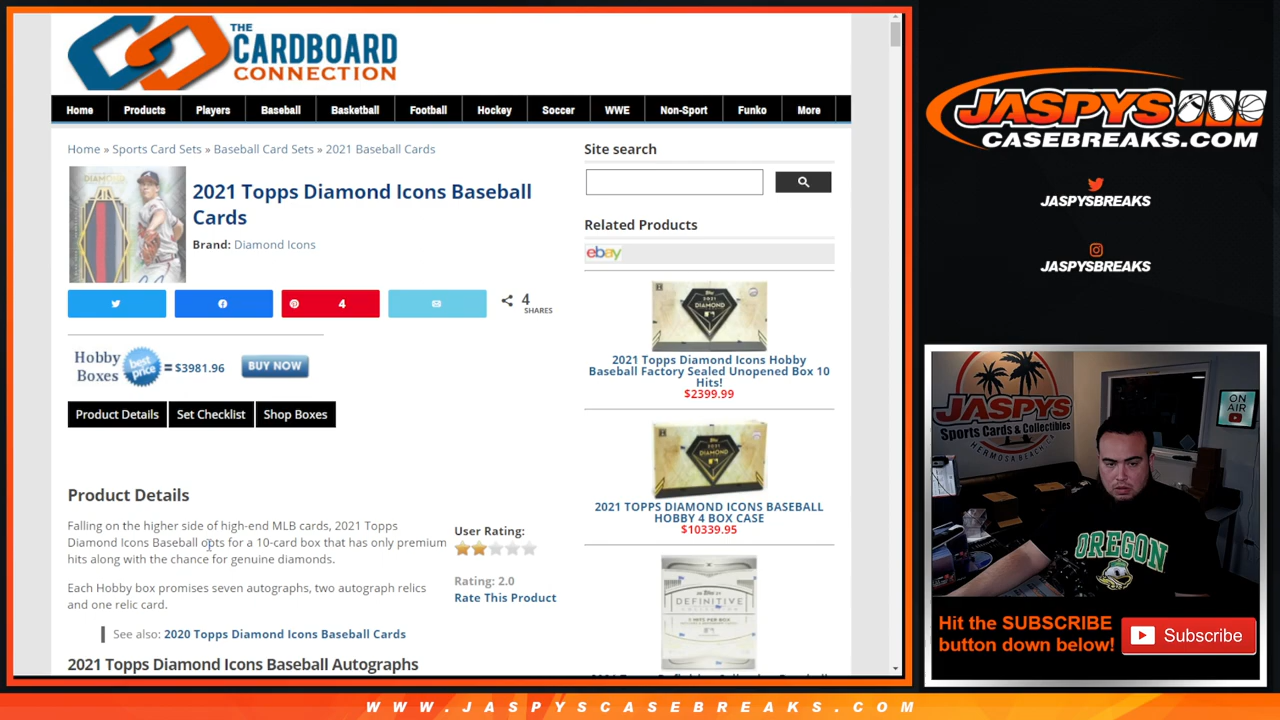 THE
CARDBOARD
CONNECTION
Home Products Players Baseball Basketball Football Hockey Soccer WWE Non-Sport Funko More
Home » Sports Card Sets » Baseball Card Sets » 2021 Baseball Cards
2021 Topps Diamond Icons Baseball
Cards
Brand: Diamond Icons
4
4
SHARES
Hobby
Boxes
best
price
= $3981.96
BUY NOW
Product Details Set Checklist Shop Boxes
Product Details
Falling on the higher side of high-end MLB cards, 2021 Topps
Diamond Icons Baseball opts for a 10-card box that has only premium
hits along with the chance for genuine diamonds.
Each Hobby box promises seven autographs, two autograph relics
and one relic card.
See also: 2020 Topps Diamond Icons Baseball Cards
2021 Topps Diamond Icons Baseball Autographs
User Rating:
Rating: 2.0
Rate This Product
Site search
Related Products
ebay
DIAMOND
2021 Topps Diamond Icons Hobby
Baseball Factory Sealed Unopened Box 10
Hits!
$2399.99
DIAMOND
2021 TOPPS DIAMOND ICONS BASEBALL
HOBBY 4 BOX CASE
$10339.95
DEFINITIVE
JASPYS
CASEBREAKS.COM
JASPYSBREAKS
JASPYSBREAKS
JASPYS
Sports Cards & Collectibles
HERMOSA BEACH, CA
ON
AIR
OREGON
Hit the SUBSCRIBE
button down below!
Subscribe
WWW.JASPYSCASEBREAKS.COM